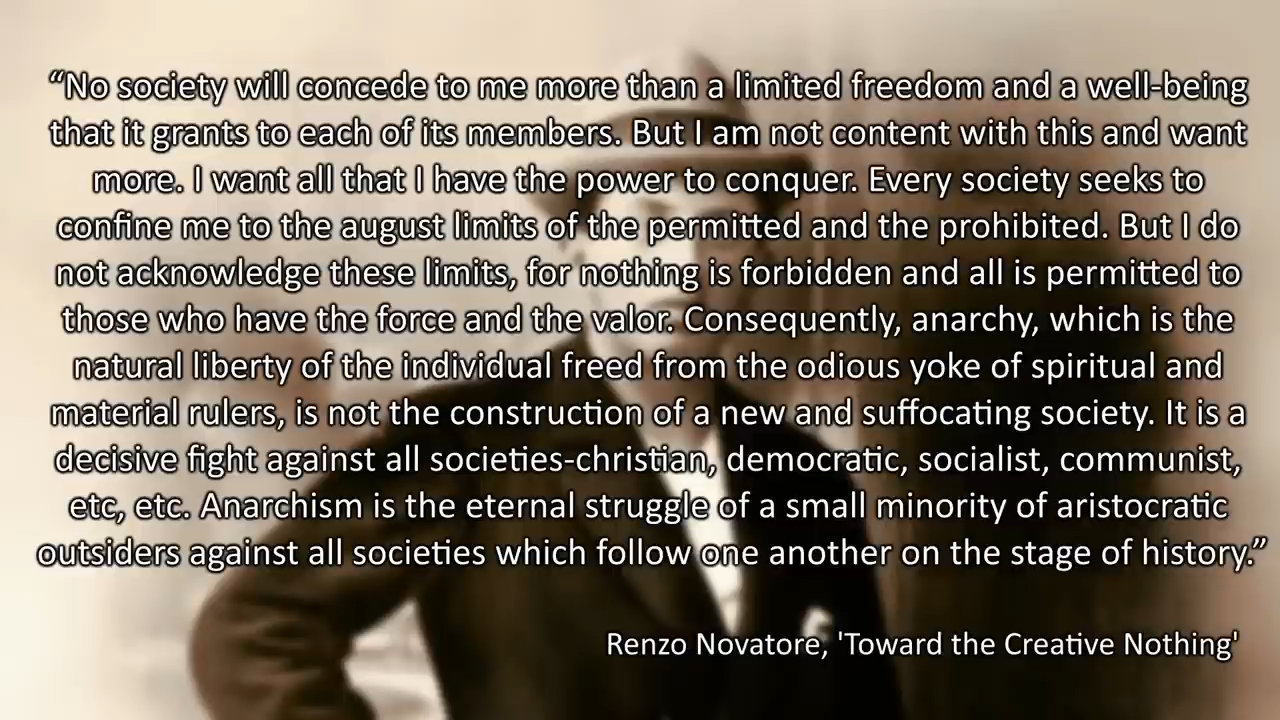 “No society will concede to me more than a limited freedom and a well-being
that it grants to each of its members. But I am not content with this and want
more. I want all that I have the power to conquer. Every society seeks to
confine me to the august limits of the permitted and the prohibited. But I do
not acknowledge these limits, for nothing is forbidden and all is permitted to
those who have the force and the valor. Consequently, anarchy, which is the
natural liberty of the individual freed from the odious yoke of spiritual and
material rulers, is not the construction of a new and suffocating society. It is a
decisive fight against all societies-christian, democratic, socialist, communist,
etc, etc. Anarchism is the eternal struggle of a small minority of aristocratic
outsiders against all societies which follow one another on the stage of history.”
Renzo Novatore, 'Toward the Creative Nothing'